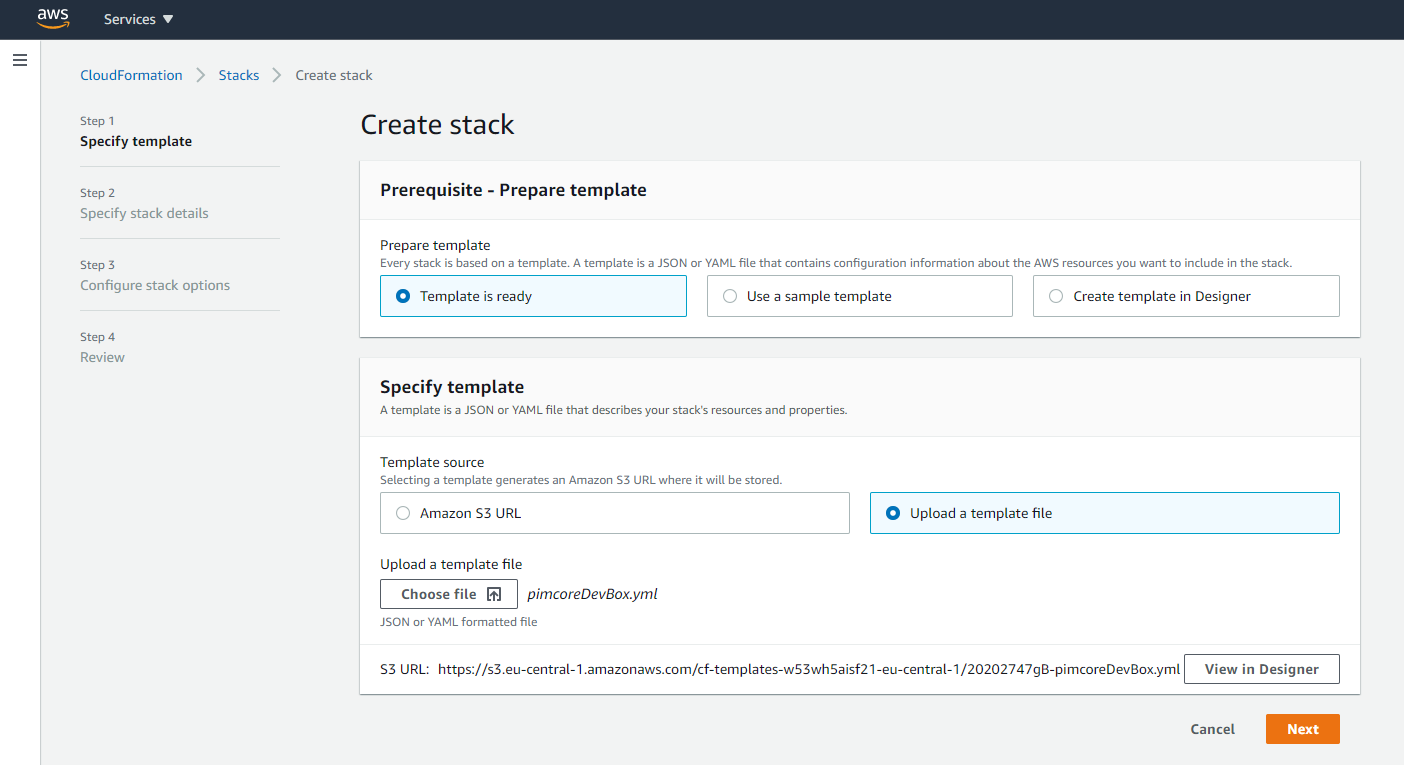 aws
Services
CloudFormation
Stacks
Create stack
Step 1
Specify template
Step 2
Specify stack details
Step 3
Configure stack options
Step 4
Review
Create stack
Prerequisite - Prepare template
Prepare template
Every stack is based on a template. A template is a JSON or YAML file that contains configuration information about the AWS resources you want to include in the stack.
Template is ready
Use a sample template
Create template in Designer
Specify template
A template is a JSON or YAML file that describes your stack's resources and properties.
Template source
Selecting a template generates an Amazon S3 URL where it will be stored.
Amazon S3 URL
Upload a template file
Upload a template file
Choose file
pimcoreDevBox.yml
JSON or YAML formatted file
S3 URL: https://s3.eu-central-1.amazonaws.com/cf-templates-w53wh5aisf21-eu-central-1/20202747gB-pimcoreDevBox.yml
View in Designer
Cancel
Next